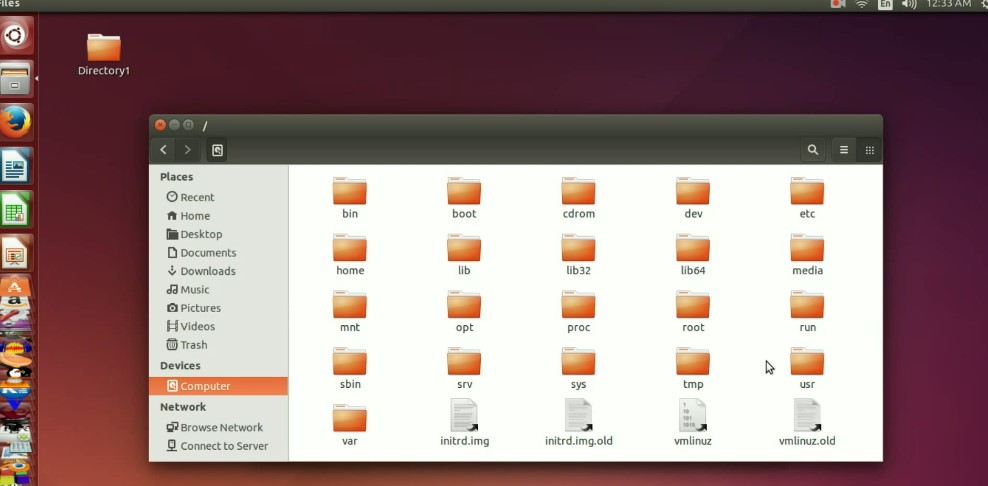 Files
En
12:33 AM
Directory1
/
Places
Recent
Home
Desktop
Documents
Downloads
Music
Pictures
Videos
Trash
Devices
Computer
Network
Browse Network
Connect to Server
bin boot cdrom dev etc
home lib lib32 lib64 media
mnt opt proc root run
sbin srv sys tmp usr
var initrd.img initrd.img.old vmlinuz vmlinuz.old